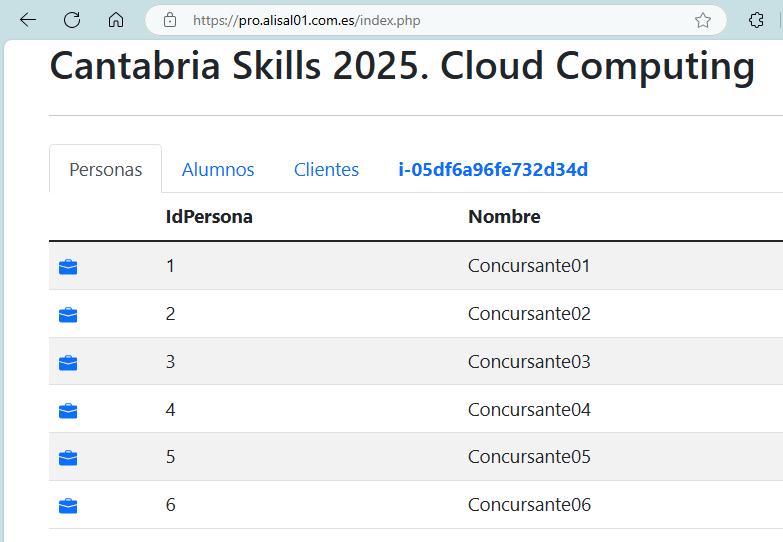 https://pro.alisal01.com.es/index.php
Cantabria Skills 2025. Cloud Computing
Personas Alumnos Clientes i-05df6a96fe732d34d
IdPersona Nombre
1 Concursante01
2 Concursante02
3 Concursante03
4 Concursante04
5 Concursante05
6 Concursante06